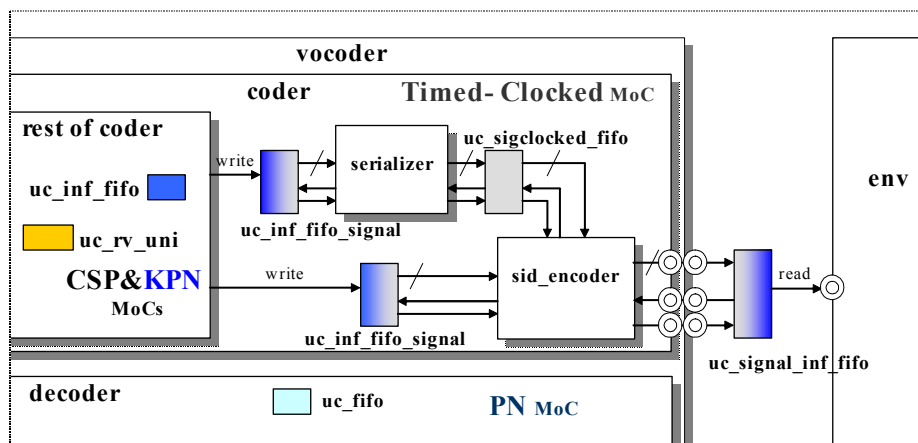 vocoder
coder
Timed- Clocked MoC
rest of coder
write
uc_sigclocked_fifo
serializer
env
uc_inf_fifo
uc_inf_fifo_signal
uc_rv_uni
CSP&KPN
MoCs
write
sid_encoder
read
uc_inf_fifo_signal
uc_signal_inf_fifo
decoder
uc_fifo
PN MoC